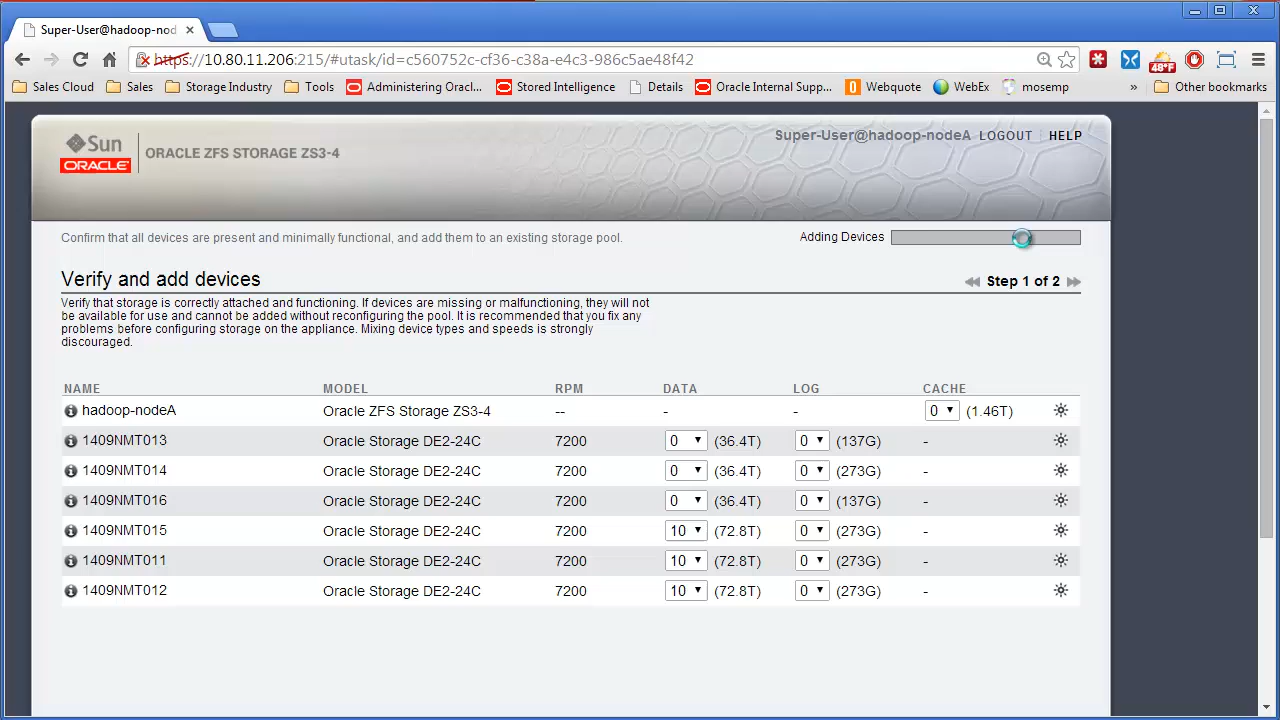 Super-User@hadoop-nod
https://10.80.11.206:215/#utask/id=c560752c-cf36-c38a-e4c3-986c5ae48f42
48°F
Sales Cloud Sales Storage Industry Tools Administering Or... Stored Intelligence Details Oracle Internal Supp... Webquote WebEx mosemp » Other bookmarks
Sun
ORACLE
ORACLE ZFS STORAGE ZS3-4
Super-User@hadoop-nodeA LOGOUT HELP
Confirm that all devices are present and minimally functional, and add them to an existing storage pool.
Adding Devices
Verify and add devices
Step 1 of 2
Verify that storage is correctly attached and functioning. If devices are missing or malfunctioning, they will not
be available for use and cannot be added without reconfiguring the pool. It is recommended that you fix any
problems before configuring storage on the appliance. Mixing device types and speeds is strongly
discouraged.
NAME MODEL RPM DATA LOG CACHE
hadoop-nodeA Oracle ZFS Storage ZS3-4 -- - - 0 (1.46T)
1409NMT013 Oracle Storage DE2-24C 7200 0 (36.4T) 0 (137G) -
1409NMT014 Oracle Storage DE2-24C 7200 0 (36.4T) 0 (273G) -
1409NMT016 Oracle Storage DE2-24C 7200 0 (36.4T) 0 (137G) -
1409NMT015 Oracle Storage DE2-24C 7200 10 (72.8T) 0 (273G) -
1409NMT011 Oracle Storage DE2-24C 7200 10 (72.8T) 0 (273G) -
1409NMT012 Oracle Storage DE2-24C 7200 10 (72.8T) 0 (273G) -